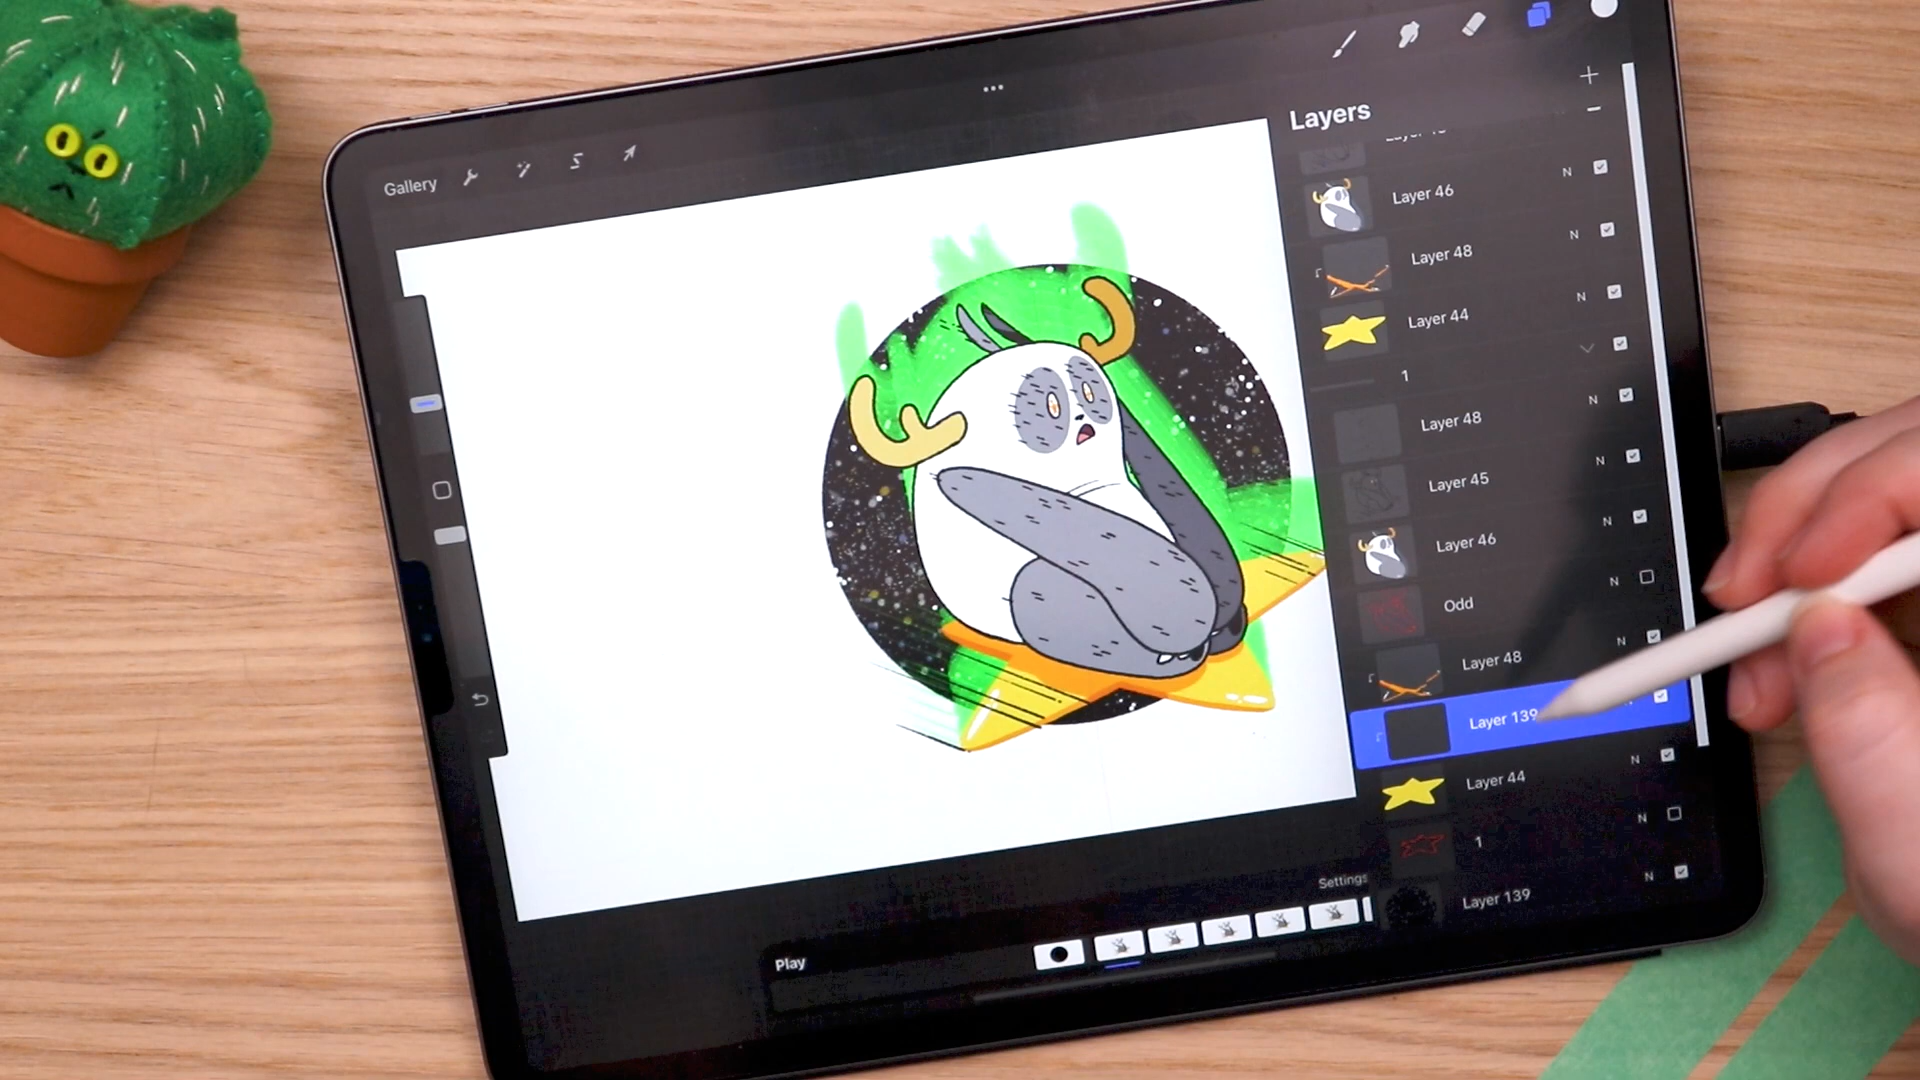 Gallery
Layers
Layer 46
N
Layer 48
N
Layer 44
N
1
Layer 48
N
Layer 45
N
Layer 46
N
Odd
N
Layer 48
N
Layer 139
Layer 44
N
1
N
Layer 139
N
Settings
Play